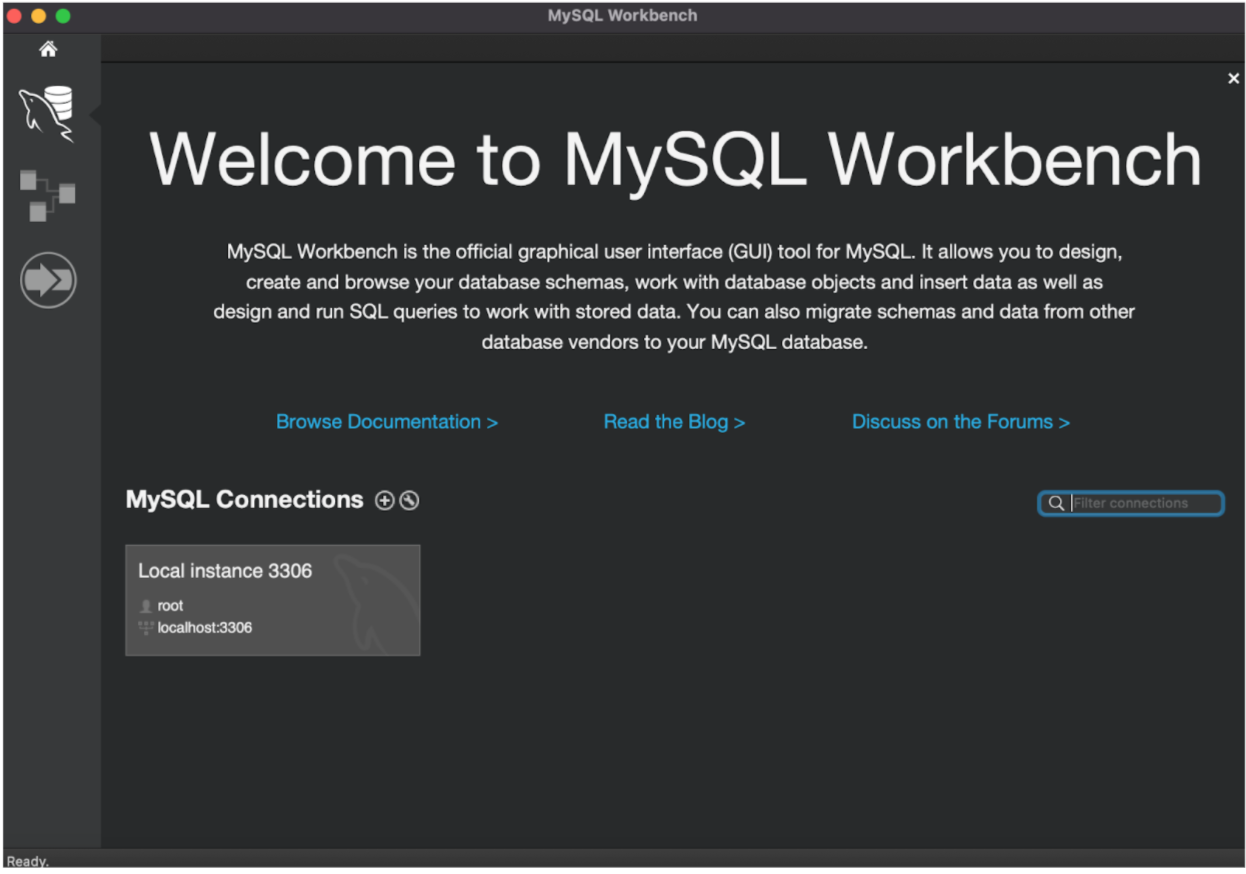 MySQL Workbench
Welcome to MySQL Workbench
MySQL Workbench is the official graphical user interface (GUI) tool for MySQL. It allows you to design,
create and browse your database schemas, work with database objects and insert data as well as
design and run SQL queries to work with stored data. You can also migrate schemas and data from other
database vendors to your MySQL database.
Browse Documentation > Read the Blog > Discuss on the Forums >
MySQL Connections Filter connections
Local instance 3306
root
localhost:3306
Ready.